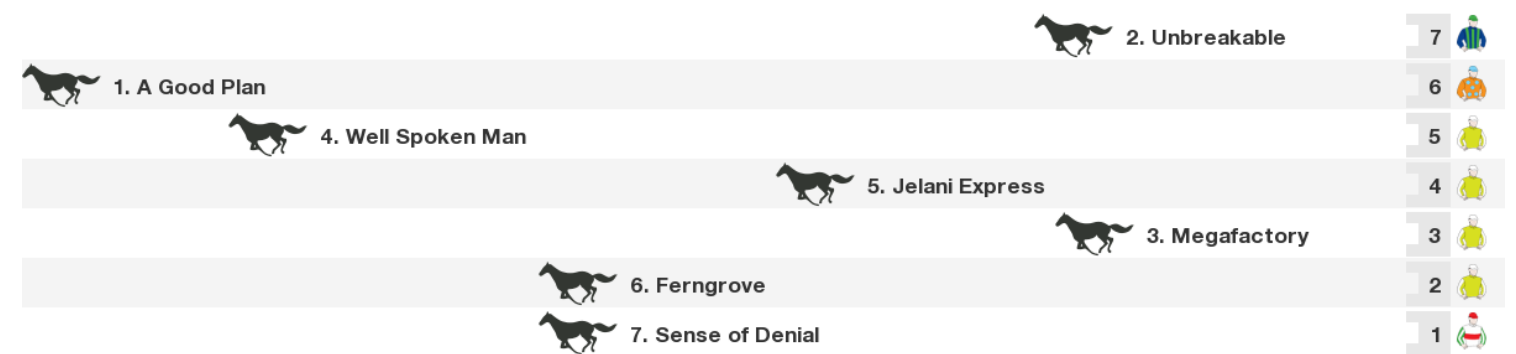 2. Unbreakable 7
1. A Good Plan 6
4. Well Spoken Man 5
5. Jelani Express 4
3. Megafactory 3
6. Ferngrove 2
7. Sense of Denial 1